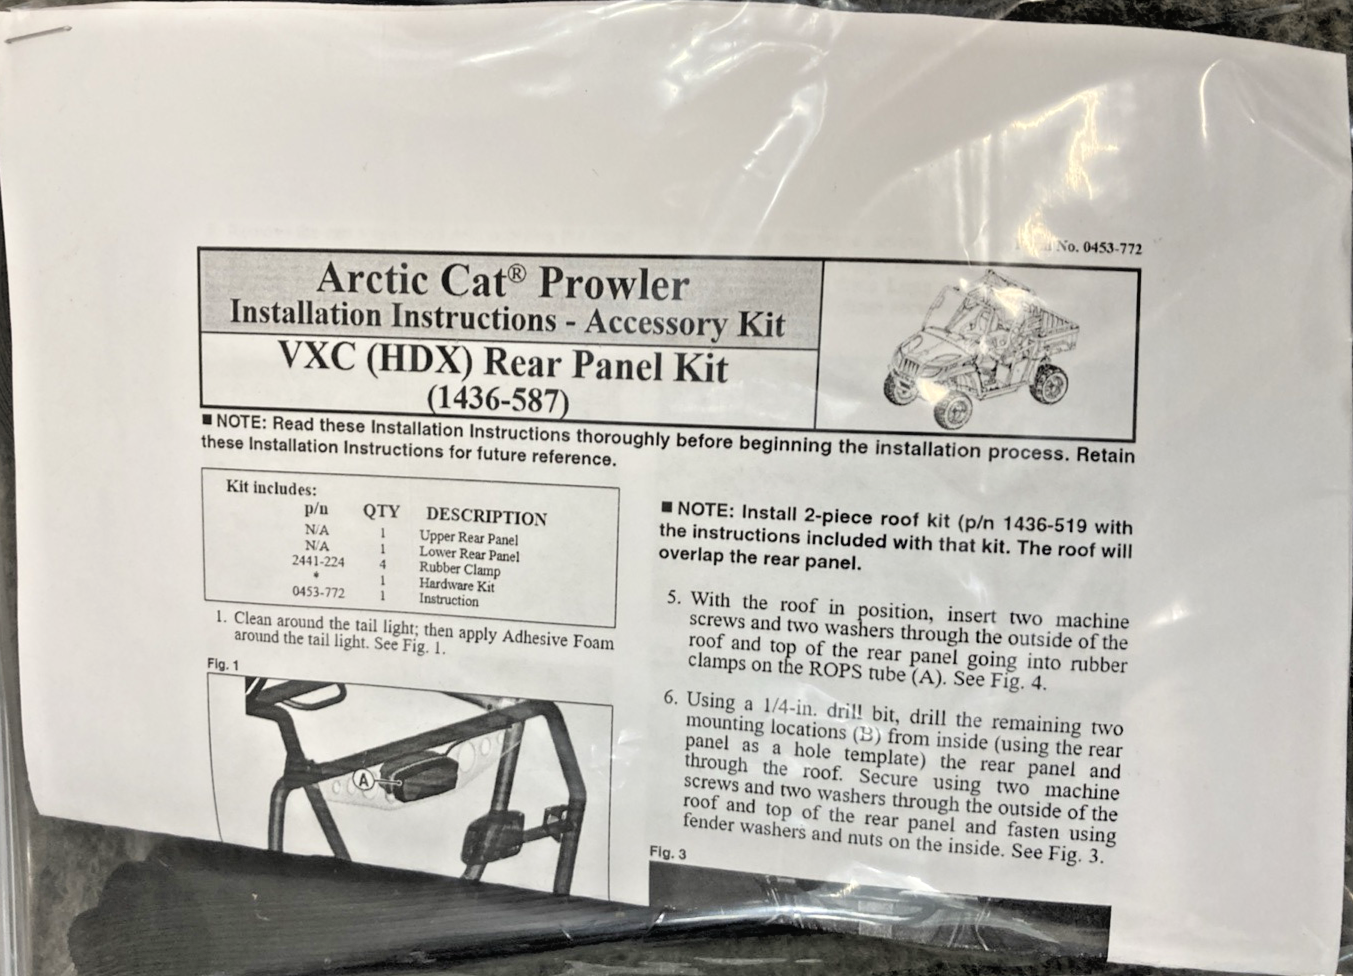 No. 0453-772
Arctic Cat® Prowler
Installation Instructions - Accessory Kit
VXC (HDX) Rear Panel Kit
(1436-587)
■ NOTE: Read these Installation Instructions thoroughly before beginning the installation process. Retain
these Installation Instructions for future reference.
Kit includes:
p/n QTY DESCRIPTION
N/A 1 Upper Rear Panel
N/A 1 Lower Rear Panel
2441-224 4 Rubber Clamp
* 1 Hardware Kit
0453-772 1 Instruction
1. Clean around the tail light; then apply Adhesive Foam
around the tail light. See Fig. 1.
Fig. 1
A
■ NOTE: Install 2-piece roof kit (p/n 1436-519 with
the instructions included with that kit. The roof will
overlap the rear panel.
5. With the roof in position, insert two machine
screws and two washers through the outside of the
roof and top of the rear panel going into rubber
clamps on the ROPS tube (A). See Fig. 4.
6. Using a 1/4-in. drill bit, drill the remaining two
mounting locations (B) from inside (using the rear
panel as a hole template) the rear panel and
through the roof. Secure using two machine
screws and two washers through the outside of the
roof and top of the rear panel and fasten using
fender washers and nuts on the inside. See Fig. 3.
Fig. 3